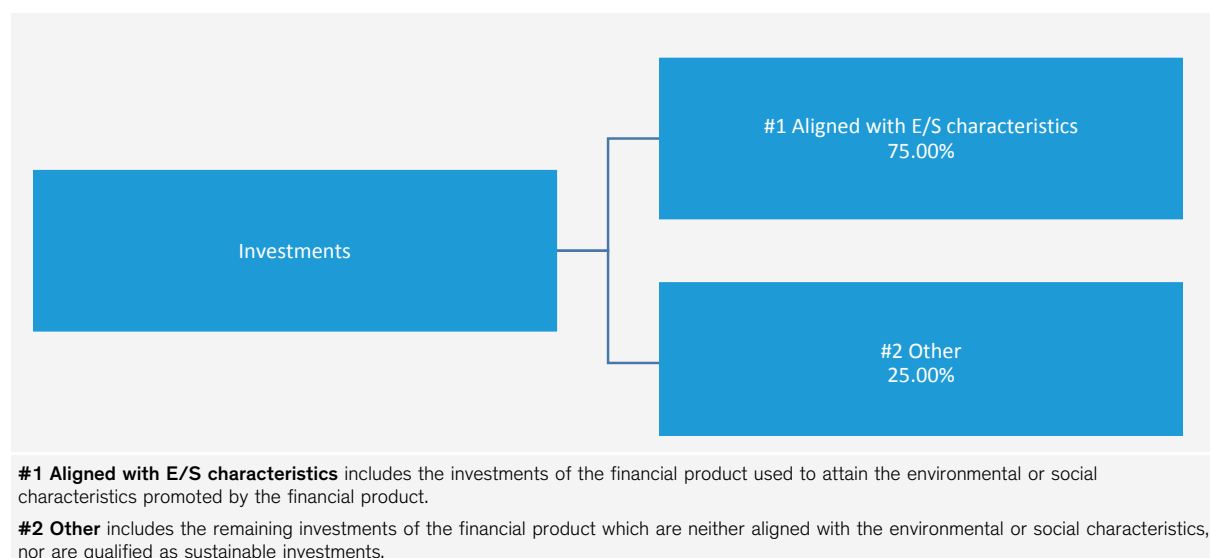 #1 Aligned with E/S characteristics
75.00%
Investments
#2 Other
25.00%
#1 Aligned with E/S characteristics includes the investments of the financial product used to attain the environmental or social
characteristics promoted by the financial product.
#2 Other includes the remaining investments of the financial product which are neither aligned with the environmental or social characteristics,
nor are qualified as sustainable investments.